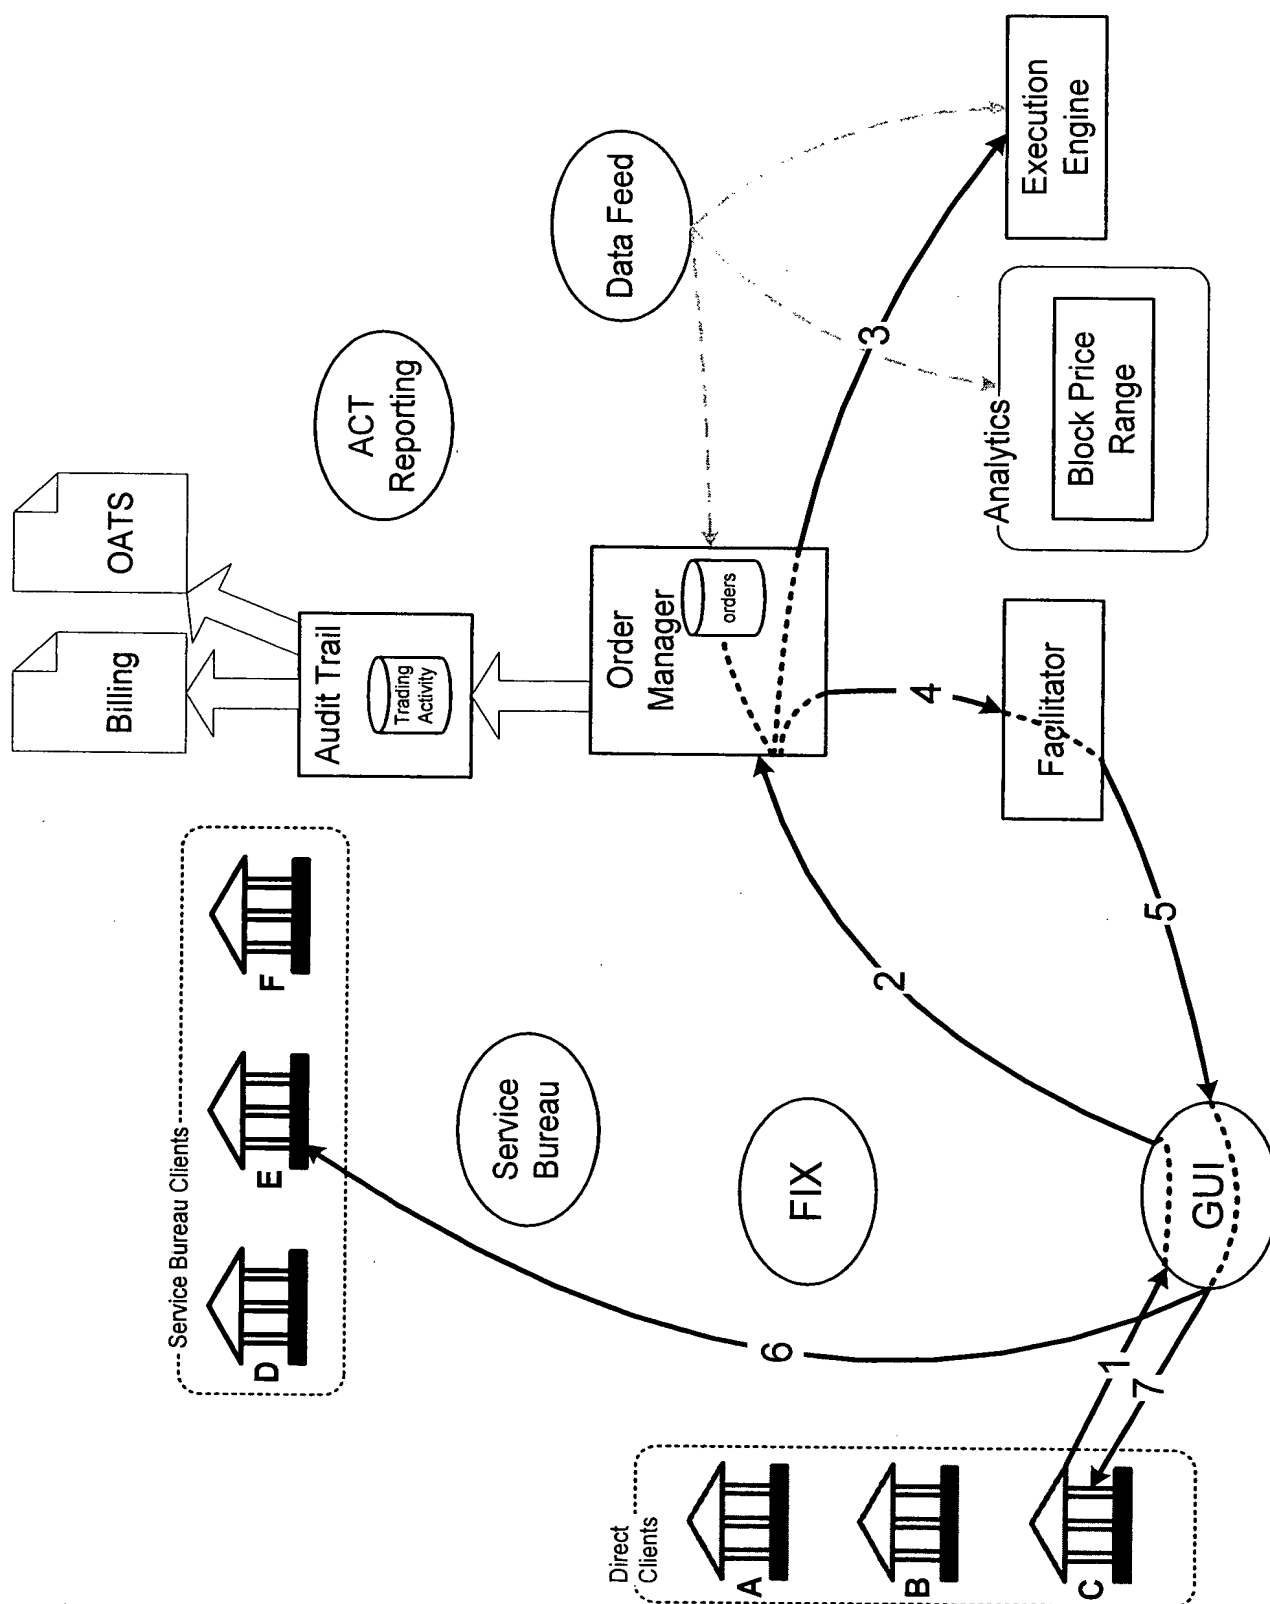 Service Bureau Clients
D
E
F
Billing
OATS
Audit Trail
Trading
Activity
ACT
Reporting
Direct
Clients
A
B
C
Service
Bureau
FIX
GUI
Order
Manager
orders
Data Feed
Facilitator
Analytics
Block Price
Range
Execution
Engine
1
2
3
4
5
6
7